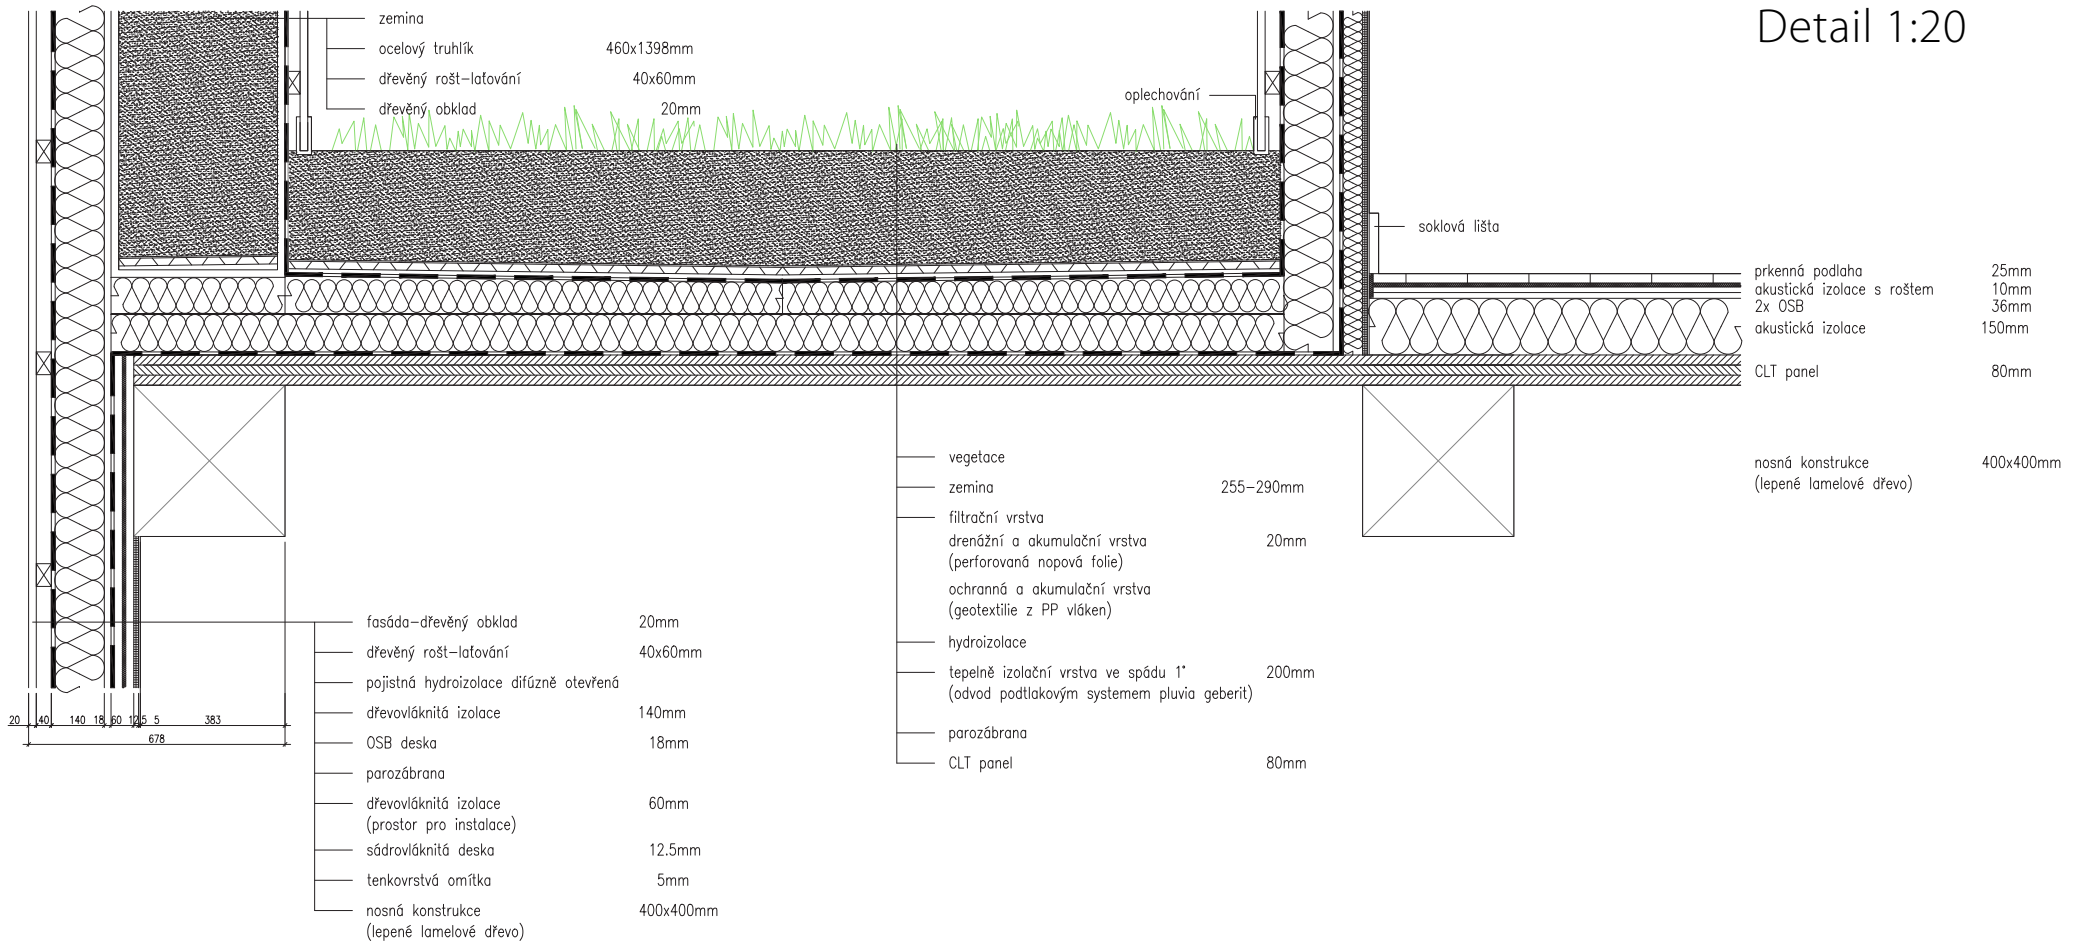 Detail 1:20
zemina
ocelový truhlík 460x1398mm
dřevěný rošt-laťování 40x60mm
dřevěný obklad 20mm
oplechování
soklová lišta
prkenná podlaha 25mm
akustická izolace s roštem 10mm
2x OSB 36mm
akustická izolace 150mm
CLT panel 80mm
nosná konstrukce 400x400mm
(lepené lamelové dřevo)
vegetace
zemina 255-290mm
filtrační vrstva
drenážní a akumulační vrstva 20mm
(perforovaná nopová folie)
ochranná a akumulační vrstva
(geotextilie z PP vláken)
hydroizolace
tepelně izolační vrstva ve spádu 1° 200mm
(odvod podtlakovým systemem pluvia geberit)
parozábrana
CLT panel 80mm
fasáda-dřevěný obklad 20mm
dřevěný rošt-laťování 40x60mm
pojistná hydroizolace difúzně otevřená
dřevovláknitá izolace 140mm
OSB deska 18mm
parozábrana
dřevovláknitá izolace 60mm
(prostor pro instalace)
sádrovláknitá deska 12.5mm
tenkovrstvá omítka 5mm
nosná konstrukce 400x400mm
(lepené lamelové dřevo)
20 40 140 18 60 12,5 5 383
678